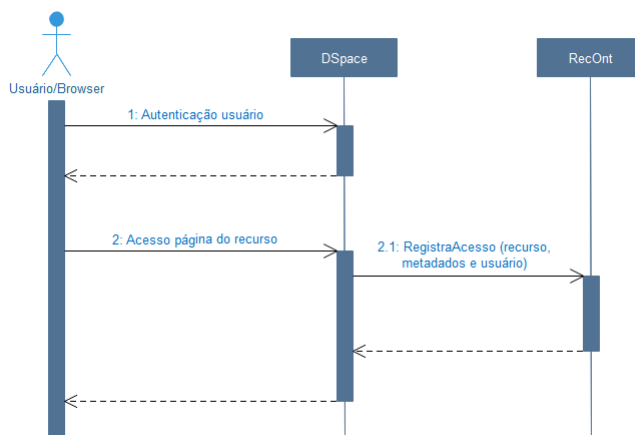 DSpace
RecOnt
Usuário/Browser
1: Autenticação usuário
2: Acesso página do recurso
2.1: RegistraAcesso (recurso,
metadados e usuário)